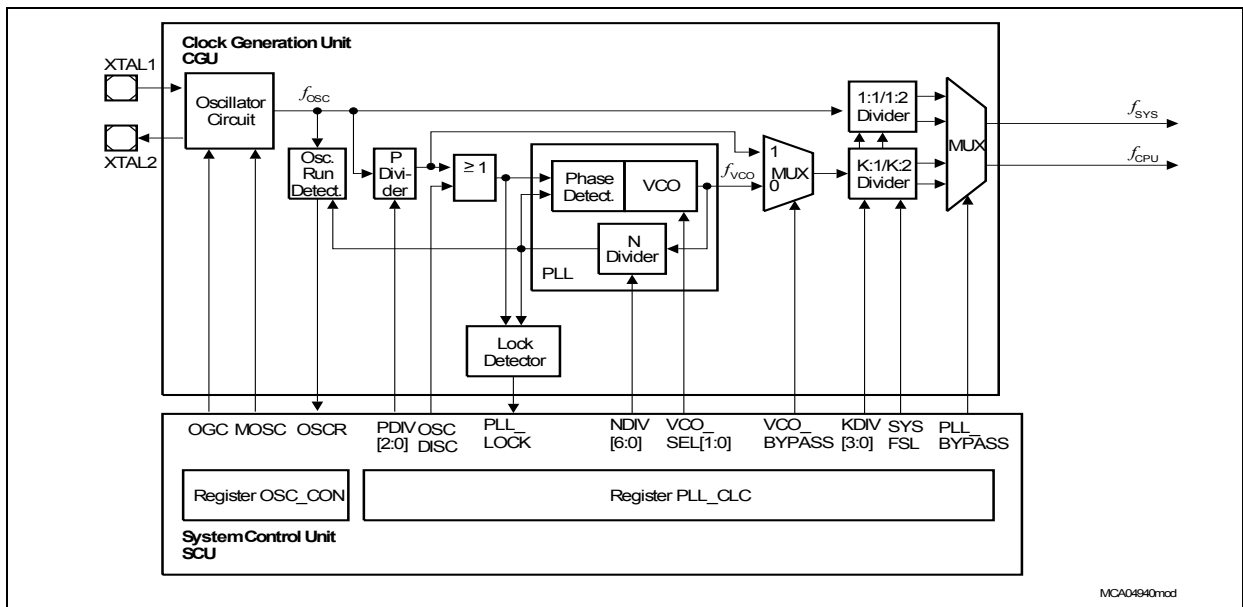 Clock Generation Unit
CGU
XTAL1
XTAL2
Oscillator
Circuit
fOSC
Osc.
Run
Detect.
P
Divi-
der
≥ 1
Phase
Detect.
VCO
fVCO
N
Divider
PLL
Lock
Detector
1
MUX
0
1:1/1:2
Divider
K:1/K:2
Divider
MUX
fSYS
fCPU
OGC
MOSC
OSCR
PDIV
[2:0]
OSC
DISC
PLL_
LOCK
NDIV
[6:0]
VCO_
SEL[1:0]
VCO_
BYPASS
KDIV
[3:0]
SYS
FSL
PLL_
BYPASS
Register OSC_CON
Register PLL_CLC
System Control Unit
SCU
MCA04940mod